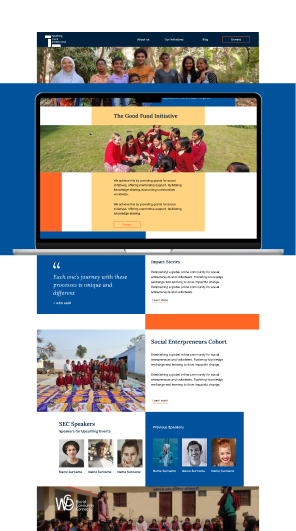 About us   Our Initiatives   Blog   Donate
The Good Fund Initiative
We achieve this by providing grants for social
initiatives, offering mentorship support, facilitating
knowledge sharing, and uniting communities
worldwide.
We achieve this by providing grants for social
initiatives, offering mentorship support, facilitating
knowledge sharing.
“
Each one's journey with these
processes is unique and
different
Impact Stories
Establishing a global online community for social
entrepreneurs and volunteers. Fostering knowledge
exchange and learning to drive impactful change.
Establishing a global online community for social
entrepreneurs and volunteers.
Learn more
Social Enterpreneurs Cohort
Establishing a global online community for social
entrepreneurs and volunteers. Fostering knowledge
exchange and learning to drive impactful change.
Establishing a global online community for social
entrepreneurs and volunteers. Fostering knowledge
exchange and learning to drive impactful change.
Learn more
SEC Speakers
Speakers for Upcoming Events
Name Surname   Name Surname   Name Surname
Previous Speakers
Name Surname   Name Surname   Name Surname